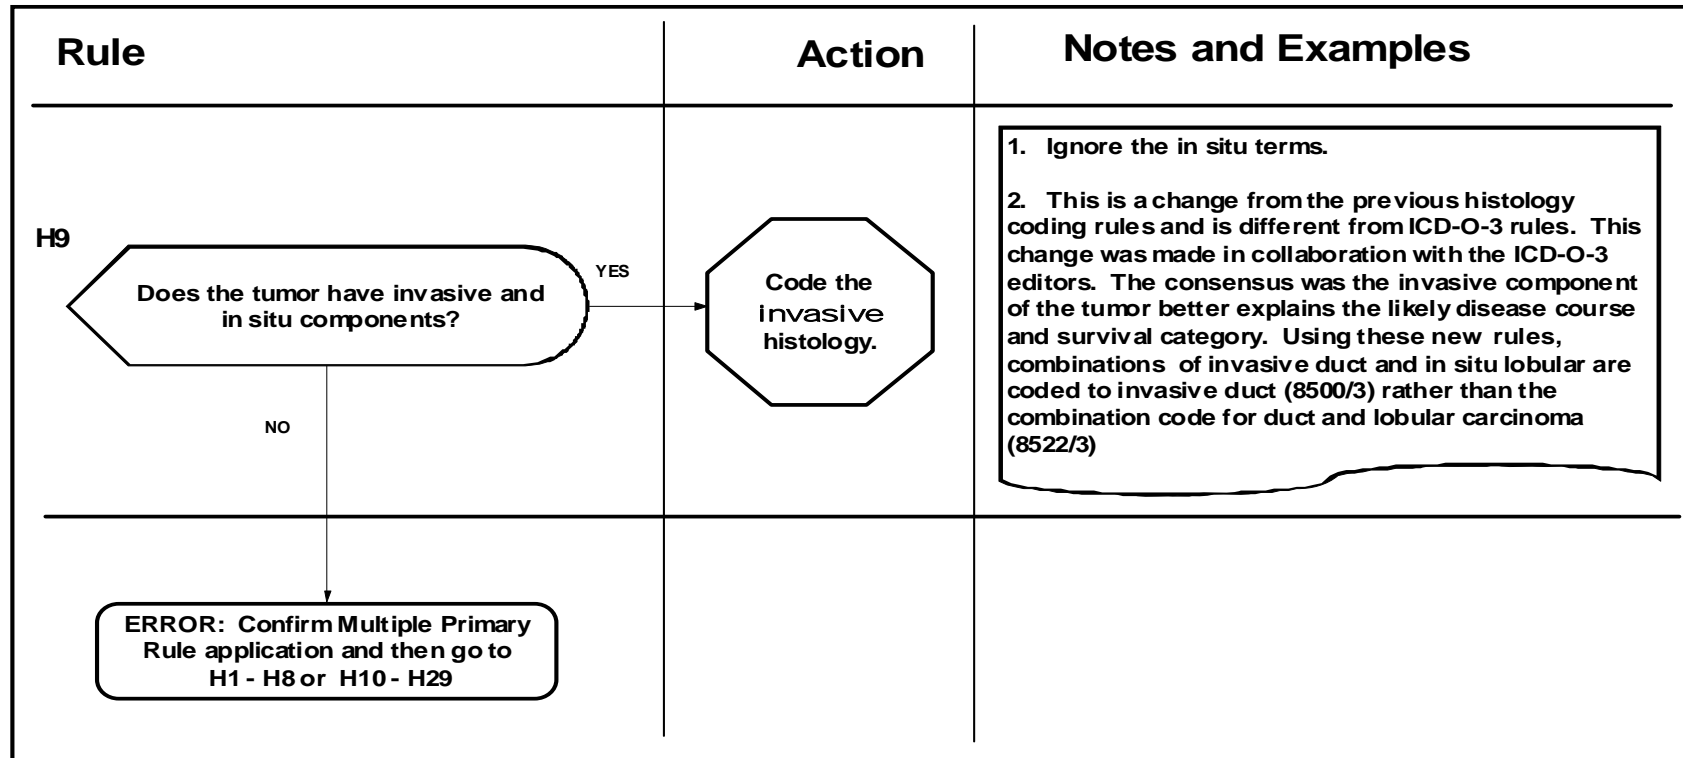 Rule
Action
Notes and Examples
H9
Does the tumor have invasive and
in situ components?
YES
Code the
invasive
histology.
1. Ignore the in situ terms.
2. This is a change from the previous histology
coding rules and is different from ICD-O-3 rules. This
change was made in collaboration with the ICD-O-3
editors. The consensus was the invasive component
of the tumor better explains the likely disease course
and survival category. Using these new rules,
combinations of invasive duct and in situ lobular are
coded to invasive duct (8500/3) rather than the
combination code for duct and lobular carcinoma
(8522/3)
NO
ERROR: Confirm Multiple Primary
Rule application and then go to
H1 - H8 or H10 - H29